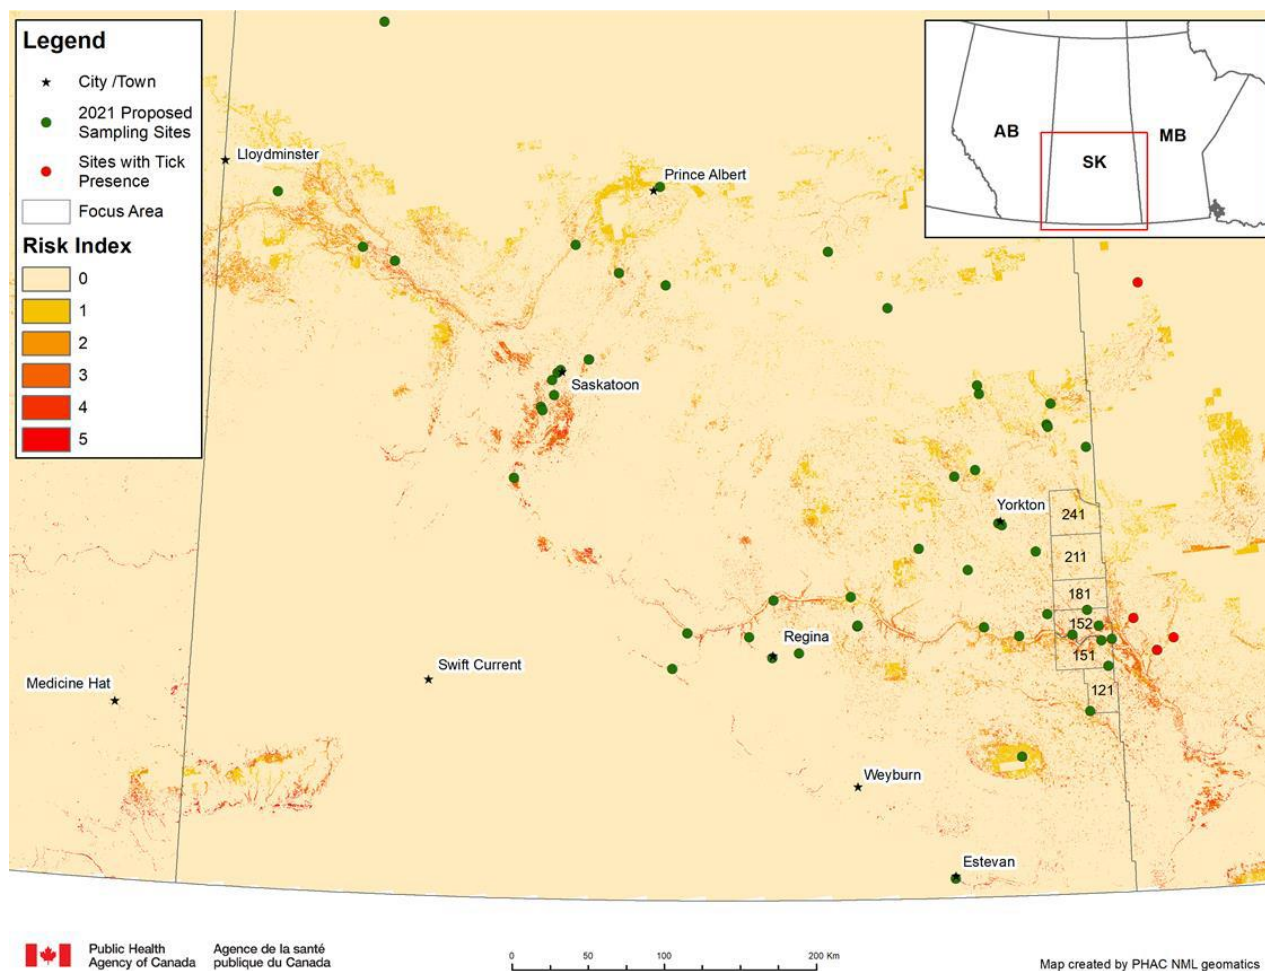 Legend
City /Town
2021 Proposed
Sampling Sites
Sites with Tick
Presence
Focus Area
Risk Index
0
1
2
3
4
5
AB
SK
MB
Lloydminster
Prince Albert
Saskatoon
Yorkton
241
211
181
152
151
121
Regina
Swift Current
Medicine Hat
Weyburn
Estevan
Public Health
Agency of Canada
Agence de la santé
publique du Canada
0 50 100 200 Km
Map created by PHAC NML geomatics